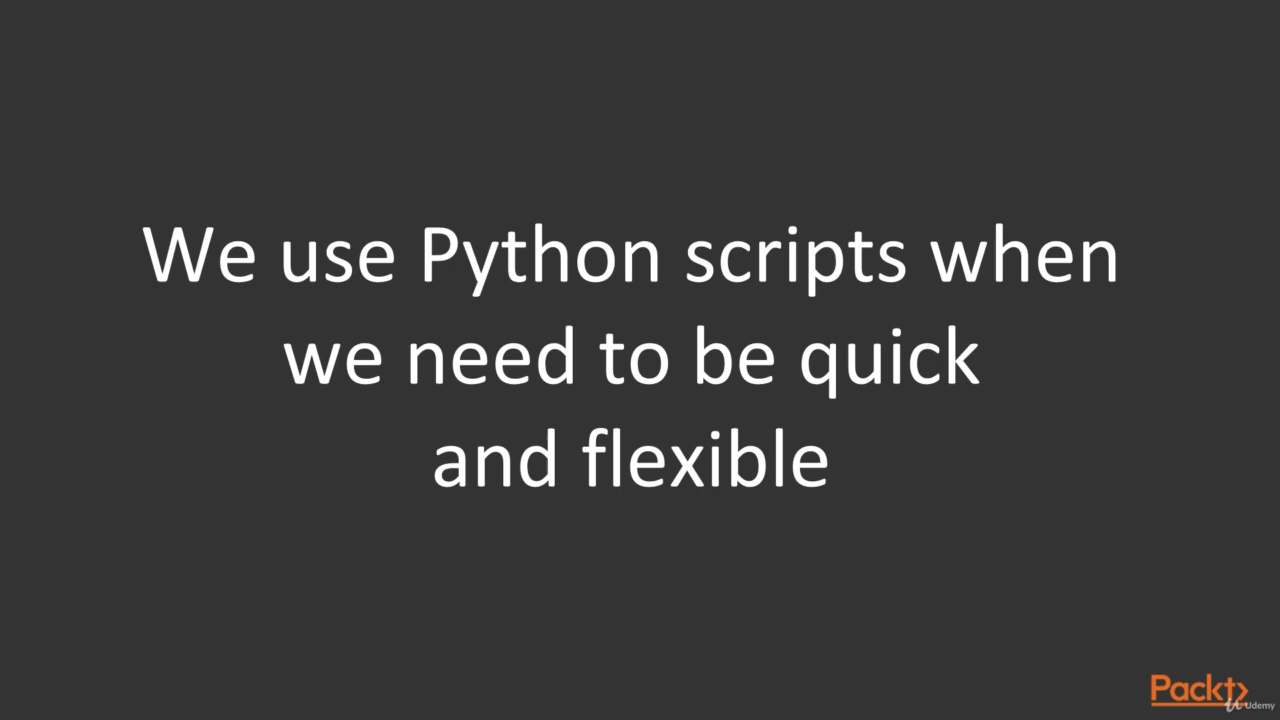 We use Python scripts when
we need to be quick
and flexible
Packt
Udemy